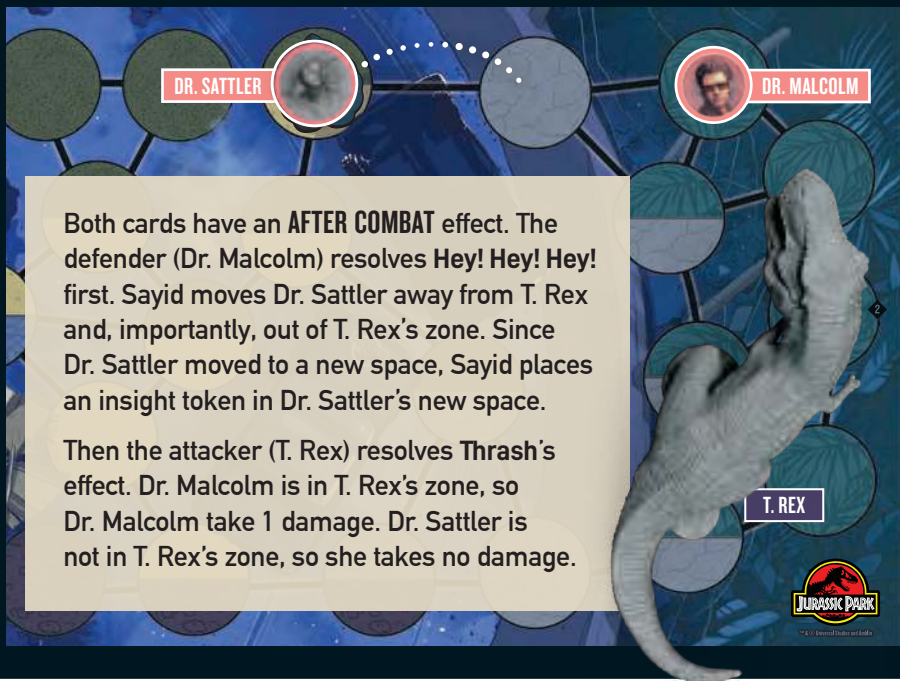 DR. SATTLER
DR. MALCOLM
Both cards have an AFTER COMBAT effect. The
defender (Dr. Malcolm) resolves Hey! Hey! Hey!
first. Sayid moves Dr. Sattler away from T. Rex
and, importantly, out of T. Rex's zone. Since
Dr. Sattler moved to a new space, Sayid places
an insight token in Dr. Sattler's new space.
Then the attacker (T. Rex) resolves Thrash's
effect. Dr. Malcolm is in T. Rex's zone, so
Dr. Malcolm take 1 damage. Dr. Sattler is
not in T. Rex's zone, so she takes no damage.
2
T. REX
JURASSIC PARK